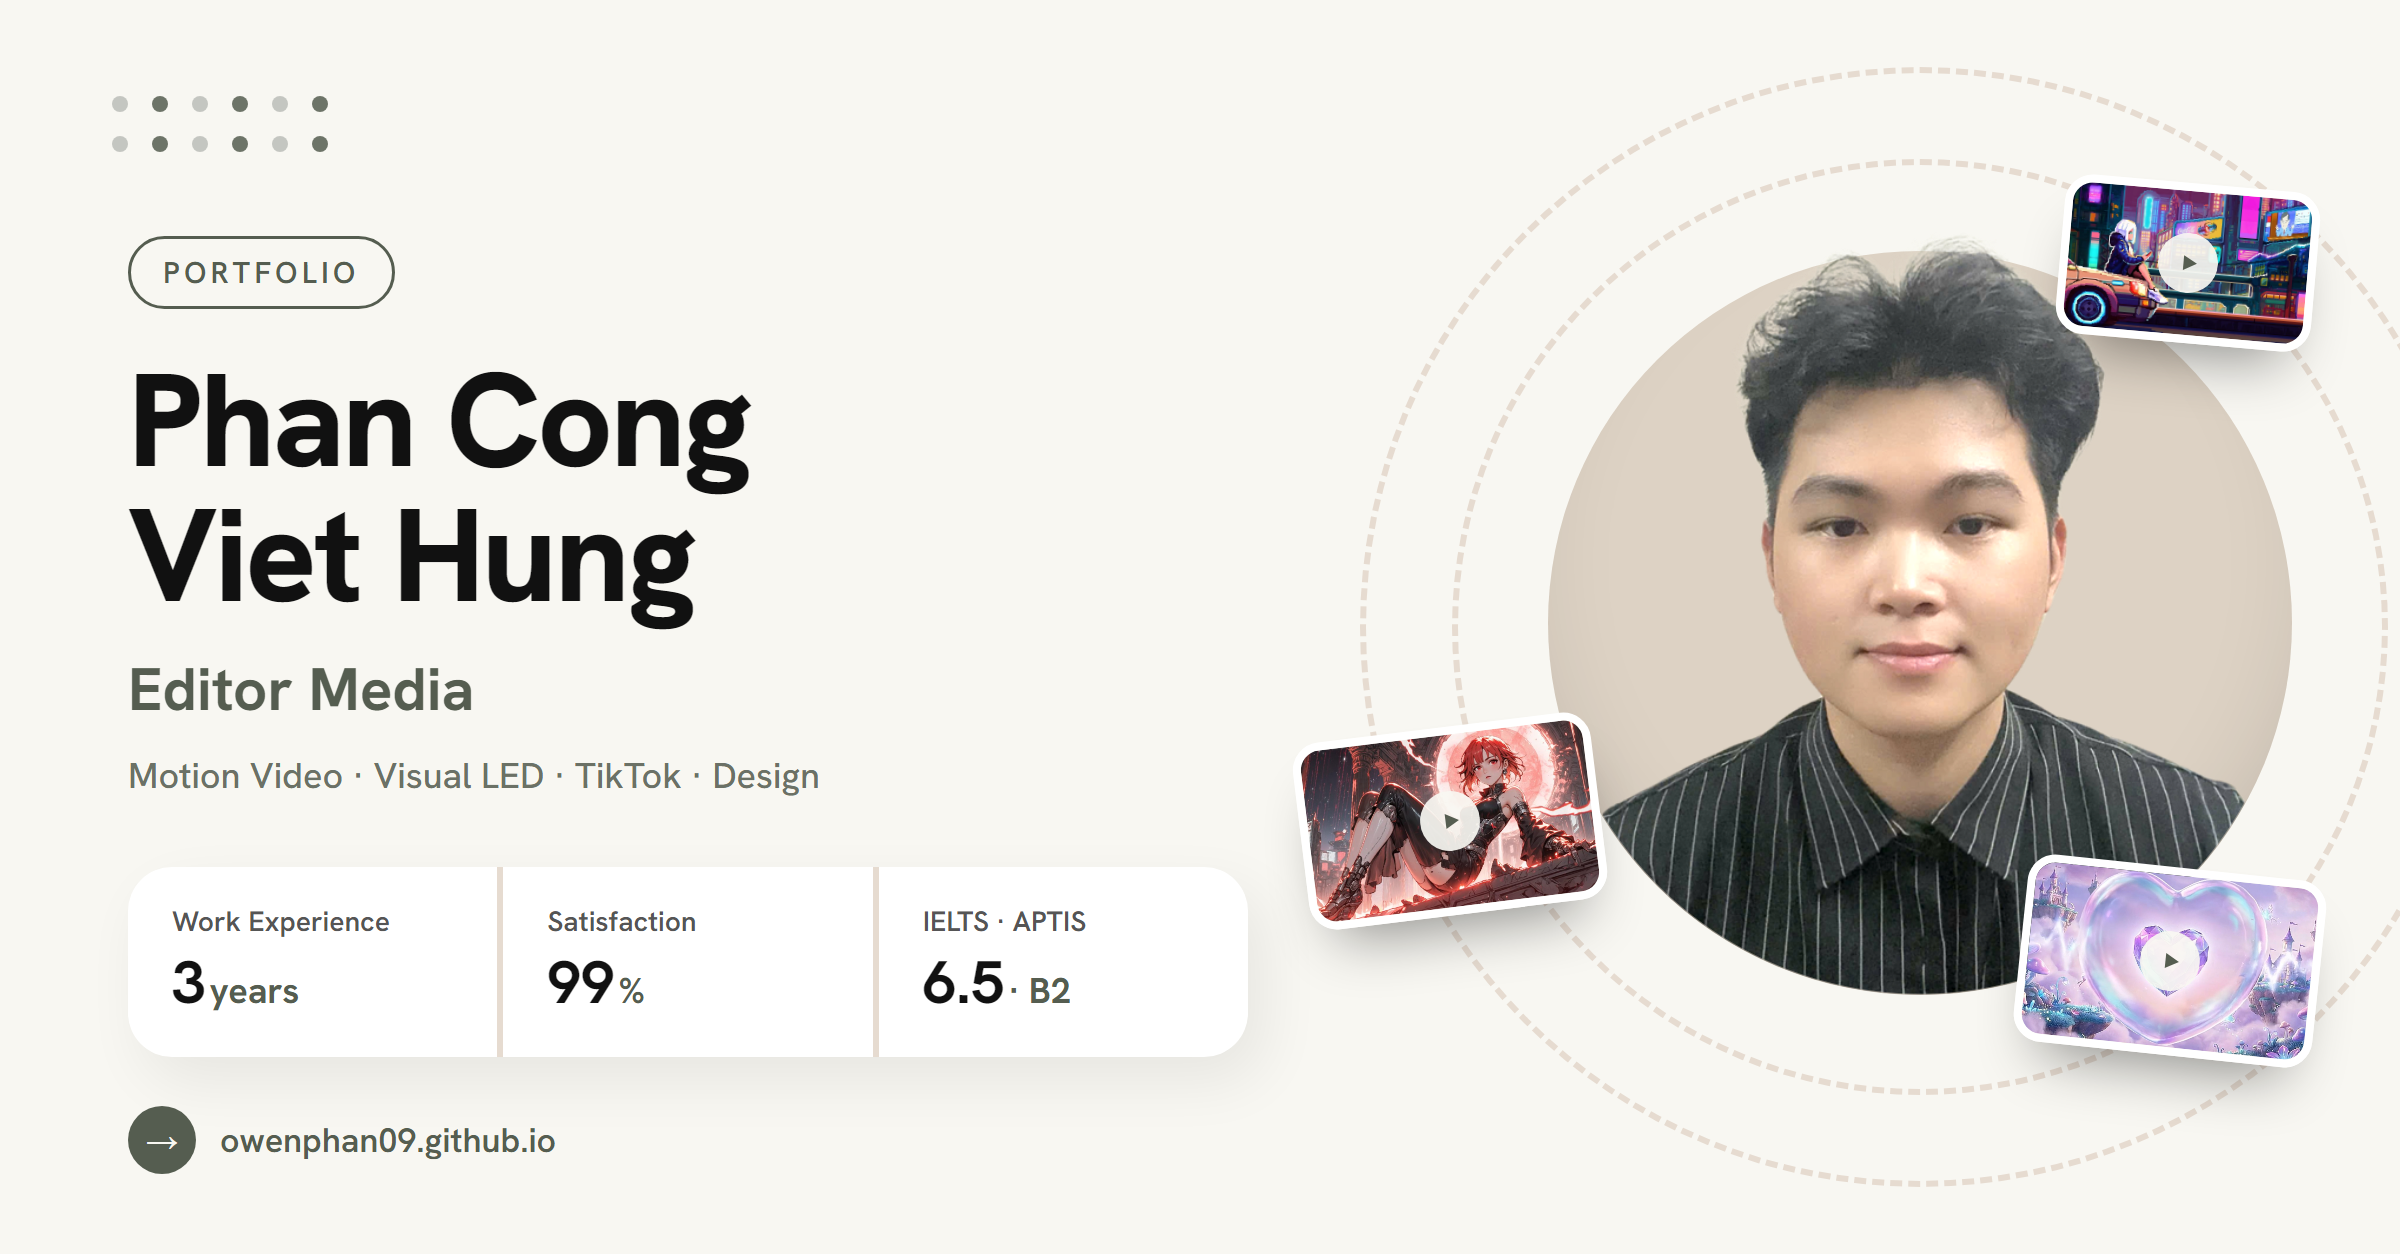 PORTFOLIO
Phan Cong
Viet Hung
Editor Media
Motion Video · Visual LED · TikTok · Design
Work Experience
3 years
Satisfaction
99 %
IELTS · APTIS
6.5 · B2
→ owenphan09.github.io